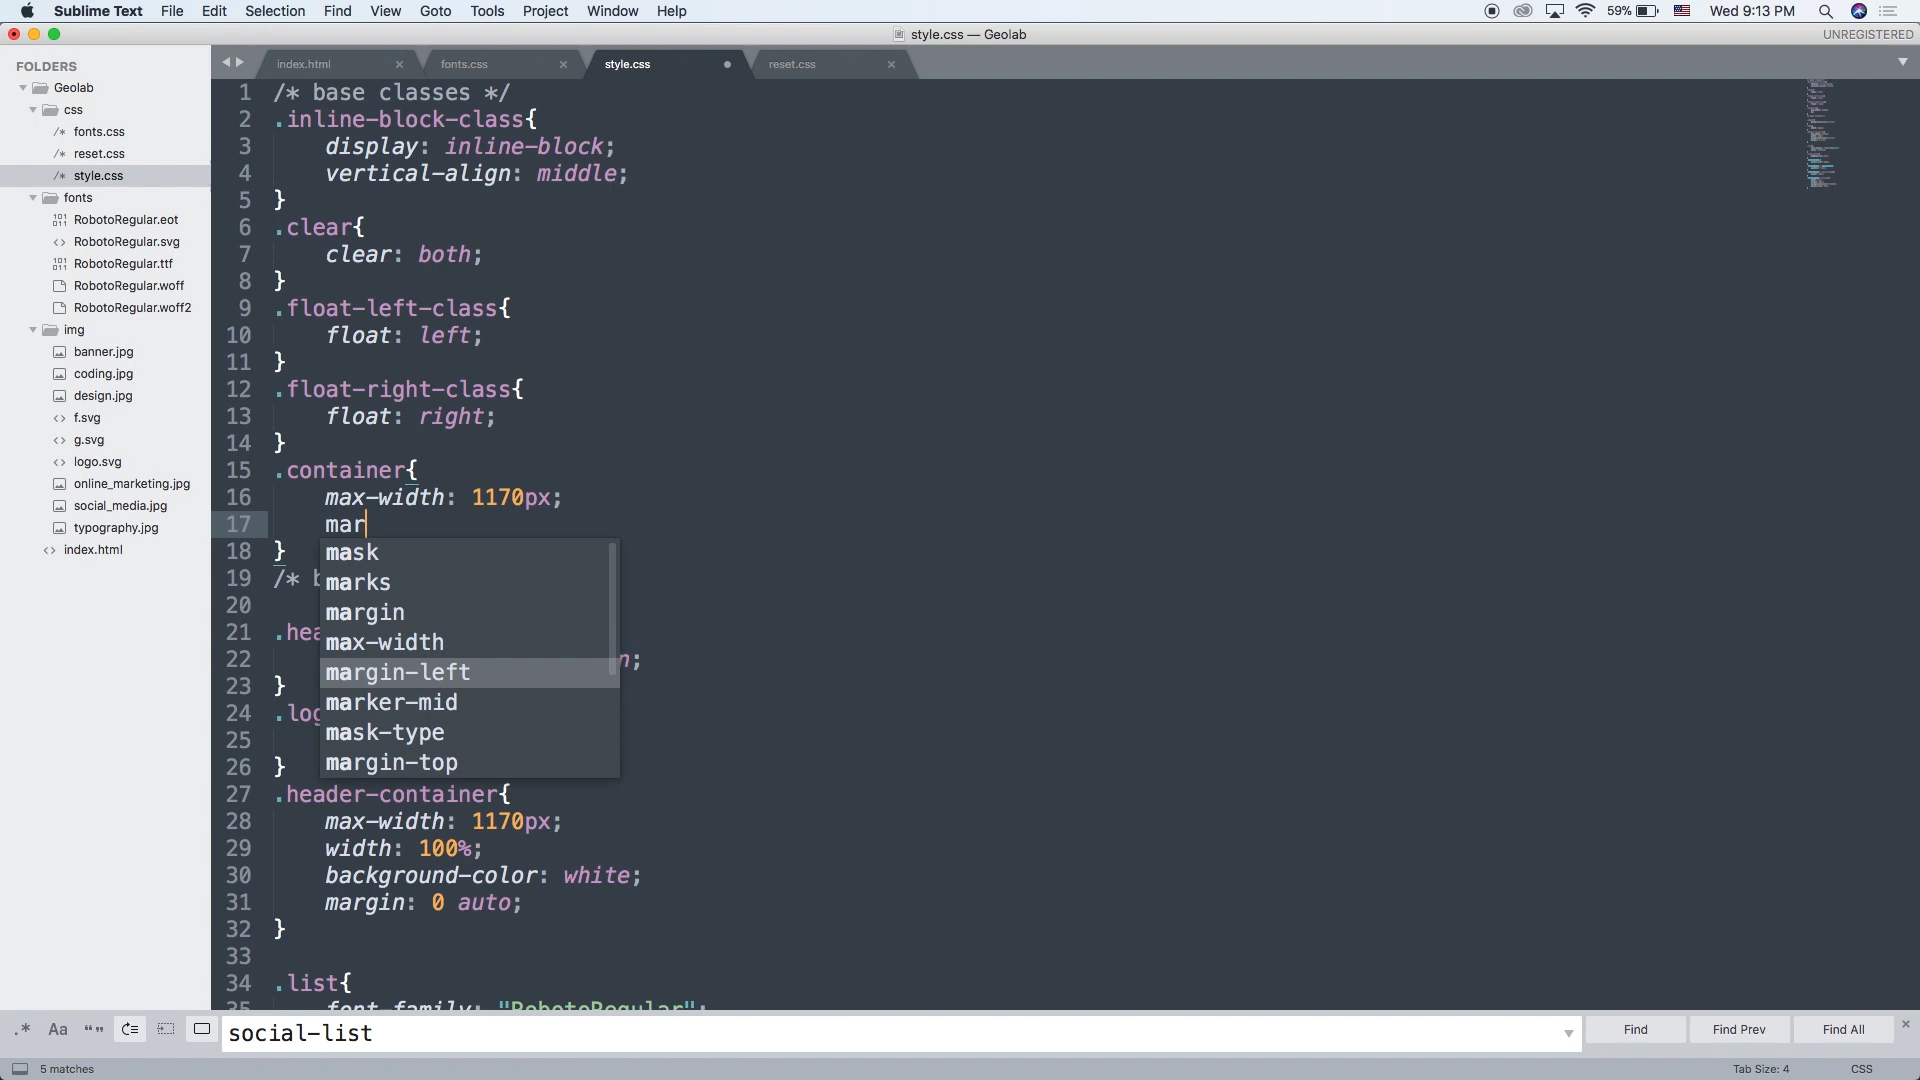 Sublime Text File Edit Selection Find View Goto Tools Project Window Help 59% Wed 9:13 PM
style.css — Geolab UNREGISTERED
FOLDERS
Geolab
css
/* fonts.css
/* reset.css
/* style.css
fonts
RobotoRegular.eot
<> RobotoRegular.svg
RobotoRegular.ttf
RobotoRegular.woff
RobotoRegular.woff2
img
banner.jpg
coding.jpg
design.jpg
<> f.svg
<> g.svg
<> logo.svg
online_marketing.jpg
social_media.jpg
typography.jpg
<> index.html
index.html fonts.css style.css reset.css
1 /* base classes */
2 .inline-block-class{
3 display: inline-block;
4 vertical-align: middle;
5 }
6 .clear{
7 clear: both;
8 }
9 .float-left-class{
10 float: left;
11 }
12 .float-right-class{
13 float: right;
14 }
15 .container{
16 max-width: 1170px;
17 mar
18 }
19 /* b
20
21 .hea
22 n;
23 }
24 .log
25
26 }
mask
marks
margin
max-width
margin-left
marker-mid
mask-type
margin-top
27 .header-container{
28 max-width: 1170px;
29 width: 100%;
30 background-color: white;
31 margin: 0 auto;
32 }
33
34 .list{
35 font-family: "RobotoRegular";
.* Aa social-list Find Find Prev Find All
5 matches Tab Size: 4 CSS